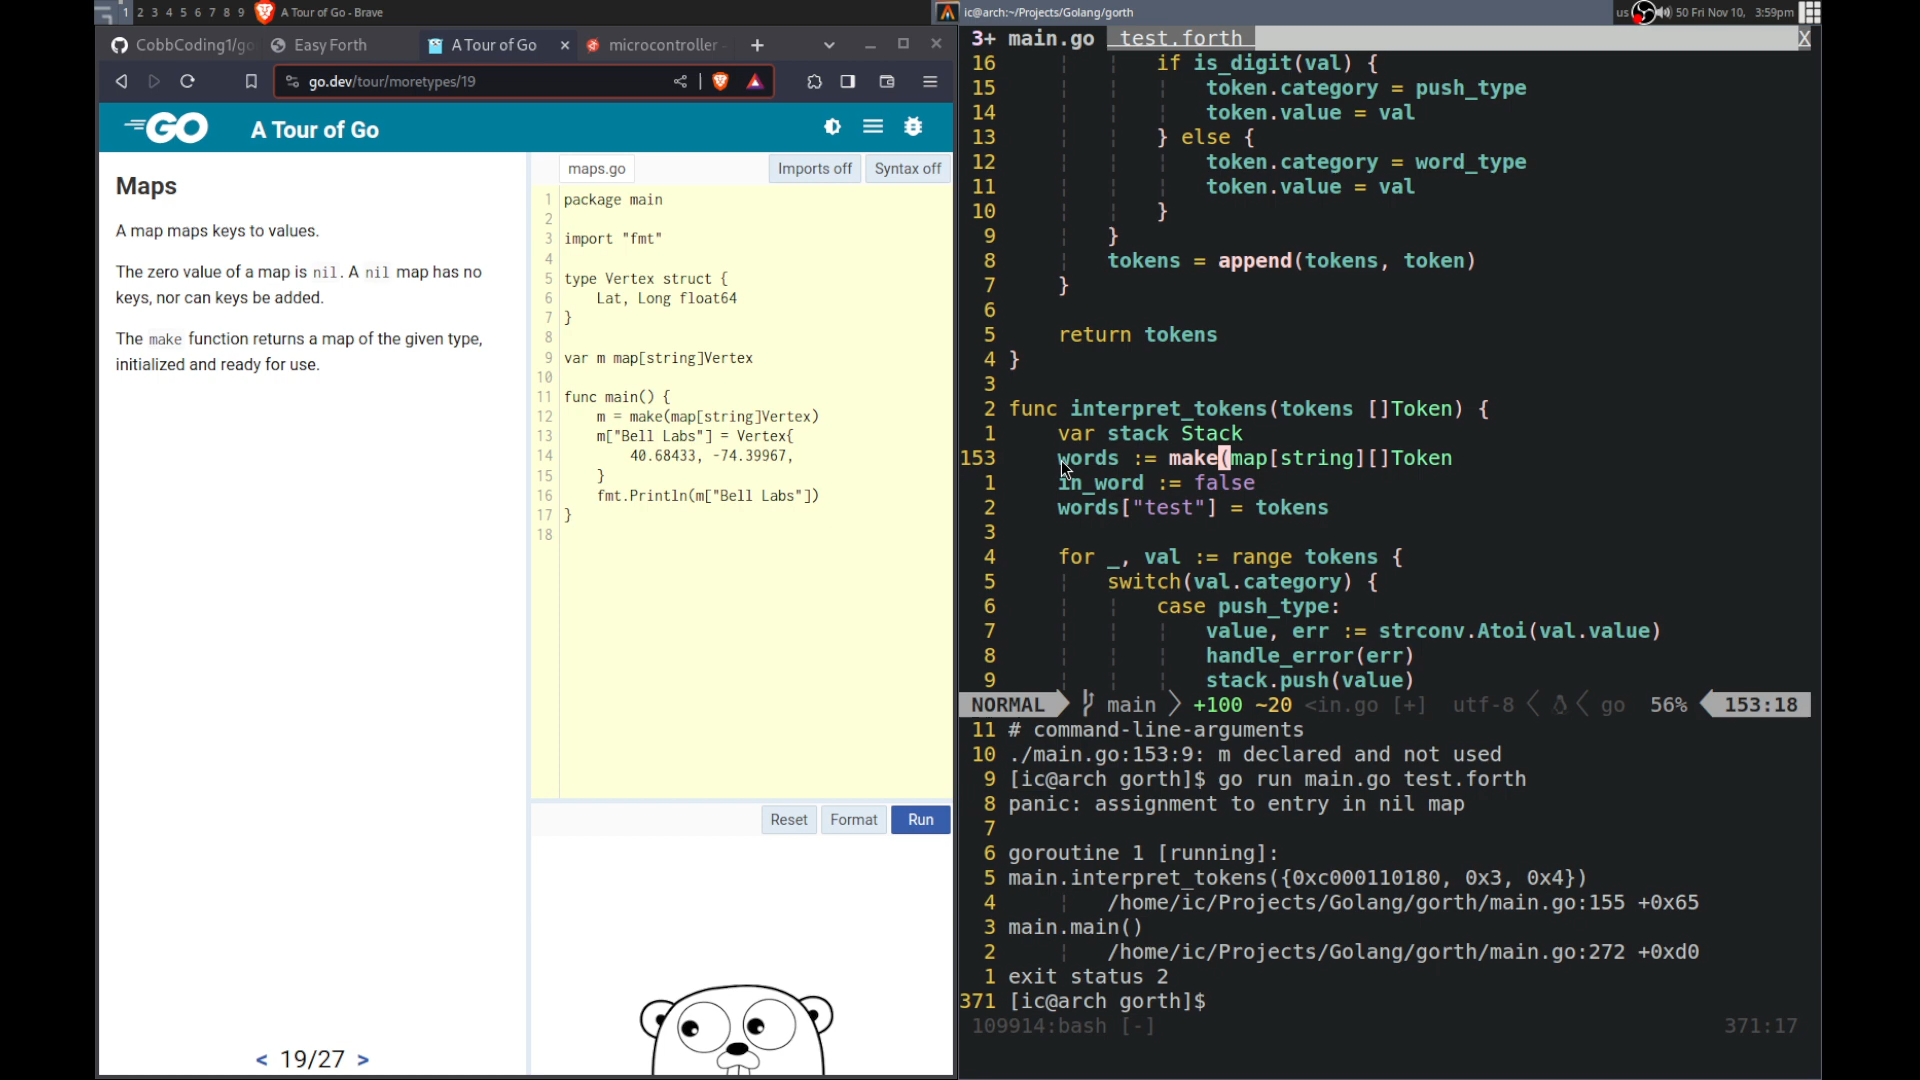 1 2 3 4 5 6 7 8 9 A Tour of Go - Brave
ic@arch:~/Projects/Golang/gorth
us 50 Fri Nov 10, 3:59pm
CobbCoding1/go
Easy Forth
A Tour of Go
microcontroller -
go.dev/tour/moretypes/19
GO
A Tour of Go
Maps
A map maps keys to values.
The zero value of a map is nil. A nil map has no
keys, nor can keys be added.
The make function returns a map of the given type,
initialized and ready for use.
< 19/27 >
maps.go
Imports off
Syntax off
1 package main
2
3 import "fmt"
4
5 type Vertex struct {
6 Lat, Long float64
7 }
8
9 var m map[string]Vertex
10
11 func main() {
12 m = make(map[string]Vertex)
13 m["Bell Labs"] = Vertex{
14 40.68433, -74.39967,
15 }
16 fmt.Println(m["Bell Labs"])
17 }
18
Reset
Format
Run
3+ main.go test.forth X
16 if is_digit(val) {
15 token.category = push_type
14 token.value = val
13 } else {
12 token.category = word_type
11 token.value = val
10 }
9 }
8 tokens = append(tokens, token)
7 }
6
5 return tokens
4 }
3
2 func interpret_tokens(tokens []Token) {
1 var stack Stack
153 words := make(map[string][]Token
1 in_word := false
2 words["test"] = tokens
3
4 for _, val := range tokens {
5 switch(val.category) {
6 case push_type:
7 value, err := strconv.Atoi(val.value)
8 handle_error(err)
9 stack.push(value)
NORMAL main +100 ~20 <in.go [+] utf-8 go 56% 153:18
11 # command-line-arguments
10 ./main.go:153:9: m declared and not used
9 [ic@arch gorth]$ go run main.go test.forth
8 panic: assignment to entry in nil map
7
6 goroutine 1 [running]:
5 main.interpret_tokens({0xc000110180, 0x3, 0x4})
4 /home/ic/Projects/Golang/gorth/main.go:155 +0x65
3 main.main()
2 /home/ic/Projects/Golang/gorth/main.go:272 +0xd0
1 exit status 2
371 [ic@arch gorth]$
109914:bash [-] 371:17